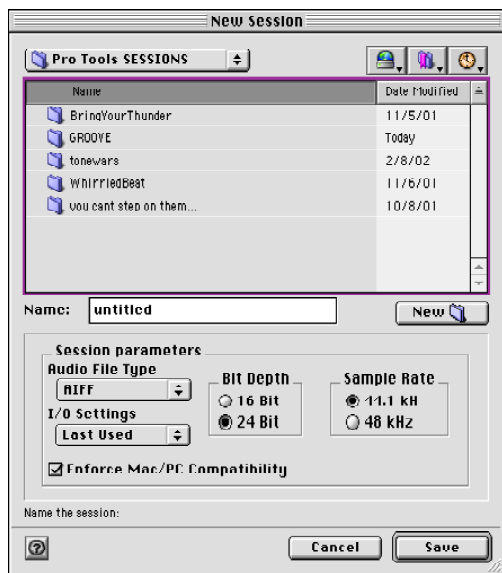 New Session
Pro Tools SESSIONS
Name Date Modified
BringYourThunder 11/5/01
GROOVE Today
tonewars 2/8/02
WhirriedBeat 11/6/01
you cant step on them... 10/8/01
Name: untitled New
Session parameters
Audio File Type
AIFF
I/O Settings
Last Used
Bit Depth
16 Bit
24 Bit
Sample Rate
44.1 kH
48 kHz
Enforce Mac/PC Compatibility
Name the session:
?
Cancel Save